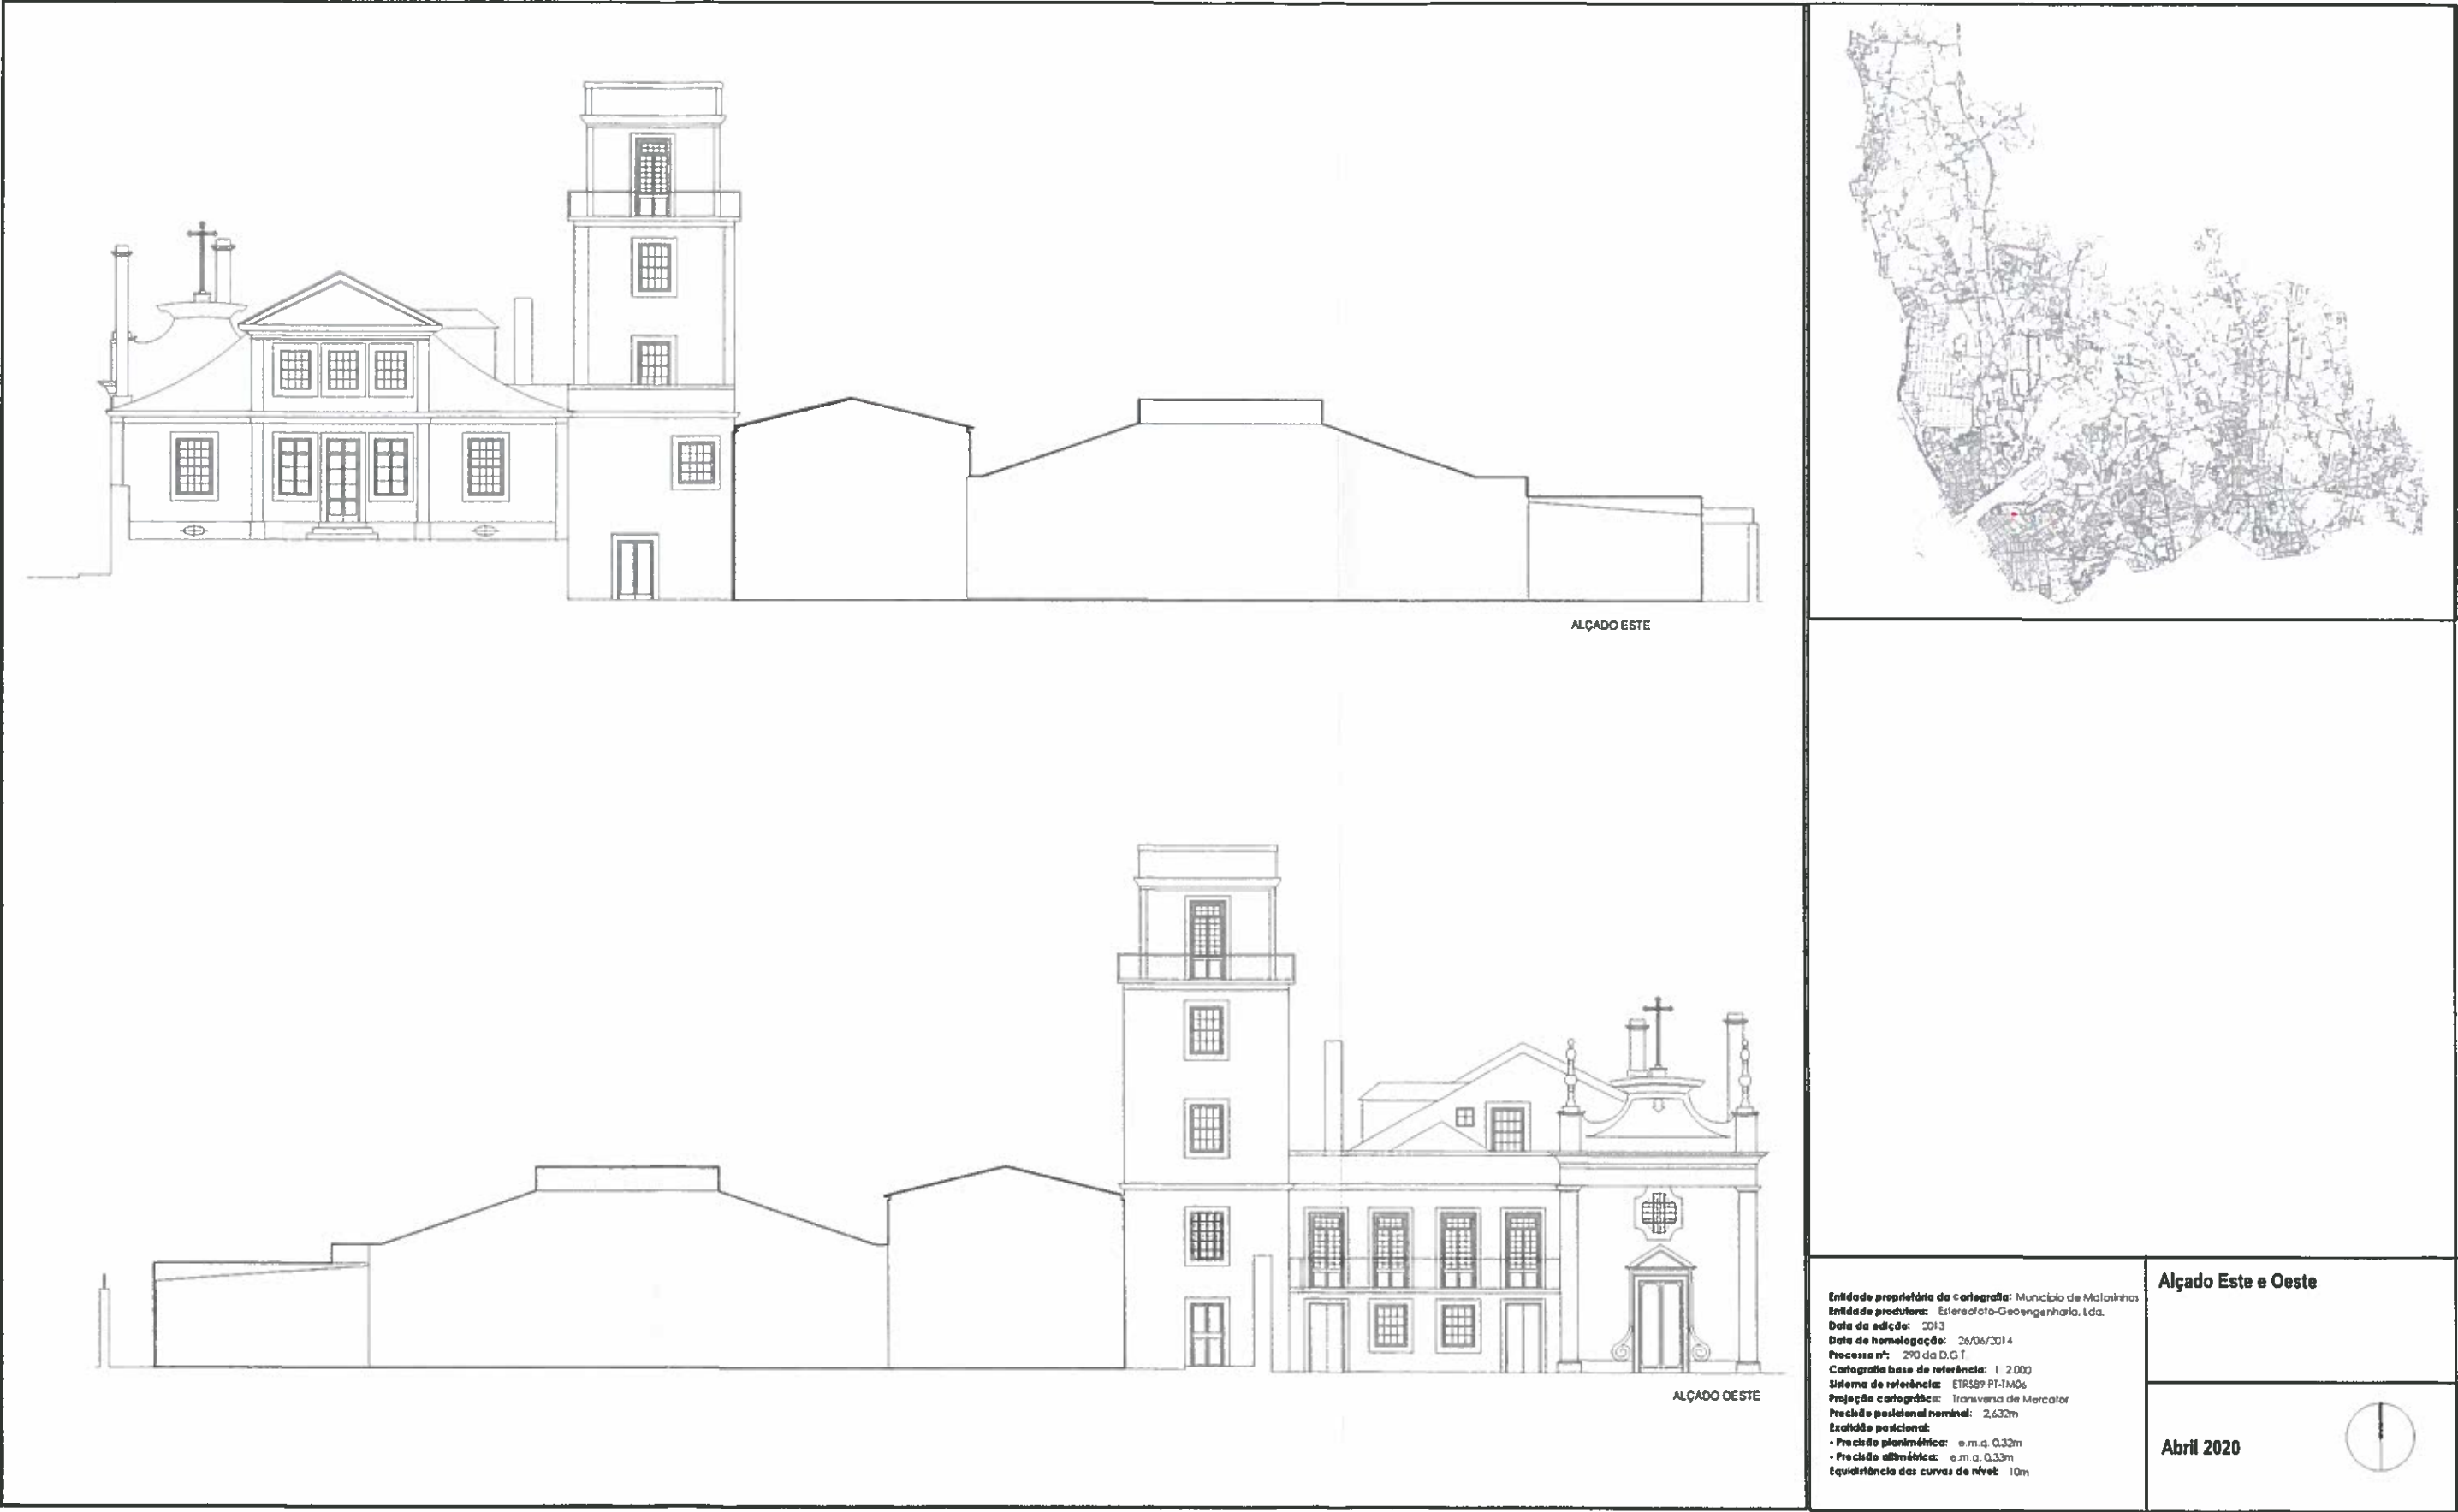 ALÇADO ESTE
ALÇADO OESTE
Entidade proprietária da cartografia: Município de Matosinhos
Entidade produtora: Estereofoto-Geoengenharia, Lda.
Data da edição: 2013
Data de homologação: 26/06/2014
Processo nº: 290 da D.G.T.
Cartografia base de referência: 1 2.000
Sistema de referência: ETRS89 PT-TM06
Projeção cartográfica: Transversa de Mercator
Precisão posicional nominal: 2,632m
Exatidão posicional:
• Precisão planimétrica: e.m.q. 0,32m
• Precisão altimétrica: e.m.q. 0,33m
Equidistância das curvas de nível: 10m
Alçado Este e Oeste
Abril 2020